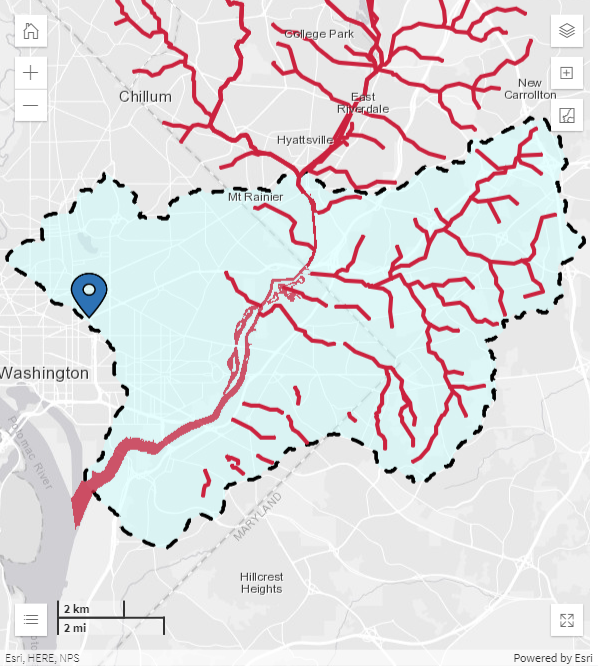 College Park
New
Carrollton
Chillum
East
Riverdale
Hyattsville
Mt Rainier
Washington
Potomac River
MARYLAND
Hillcrest
Heights
2 km
2 mi
Esri, HERE, NPS
Powered by Esri